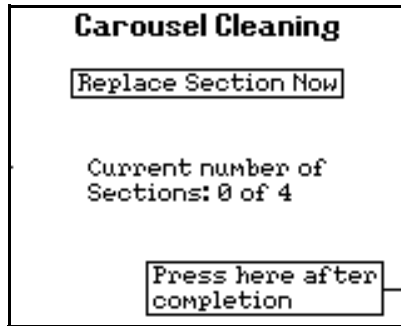 Carousel Cleaning
Replace Section Now
Current number of
Sections: 0 of 4
Press here after
completion